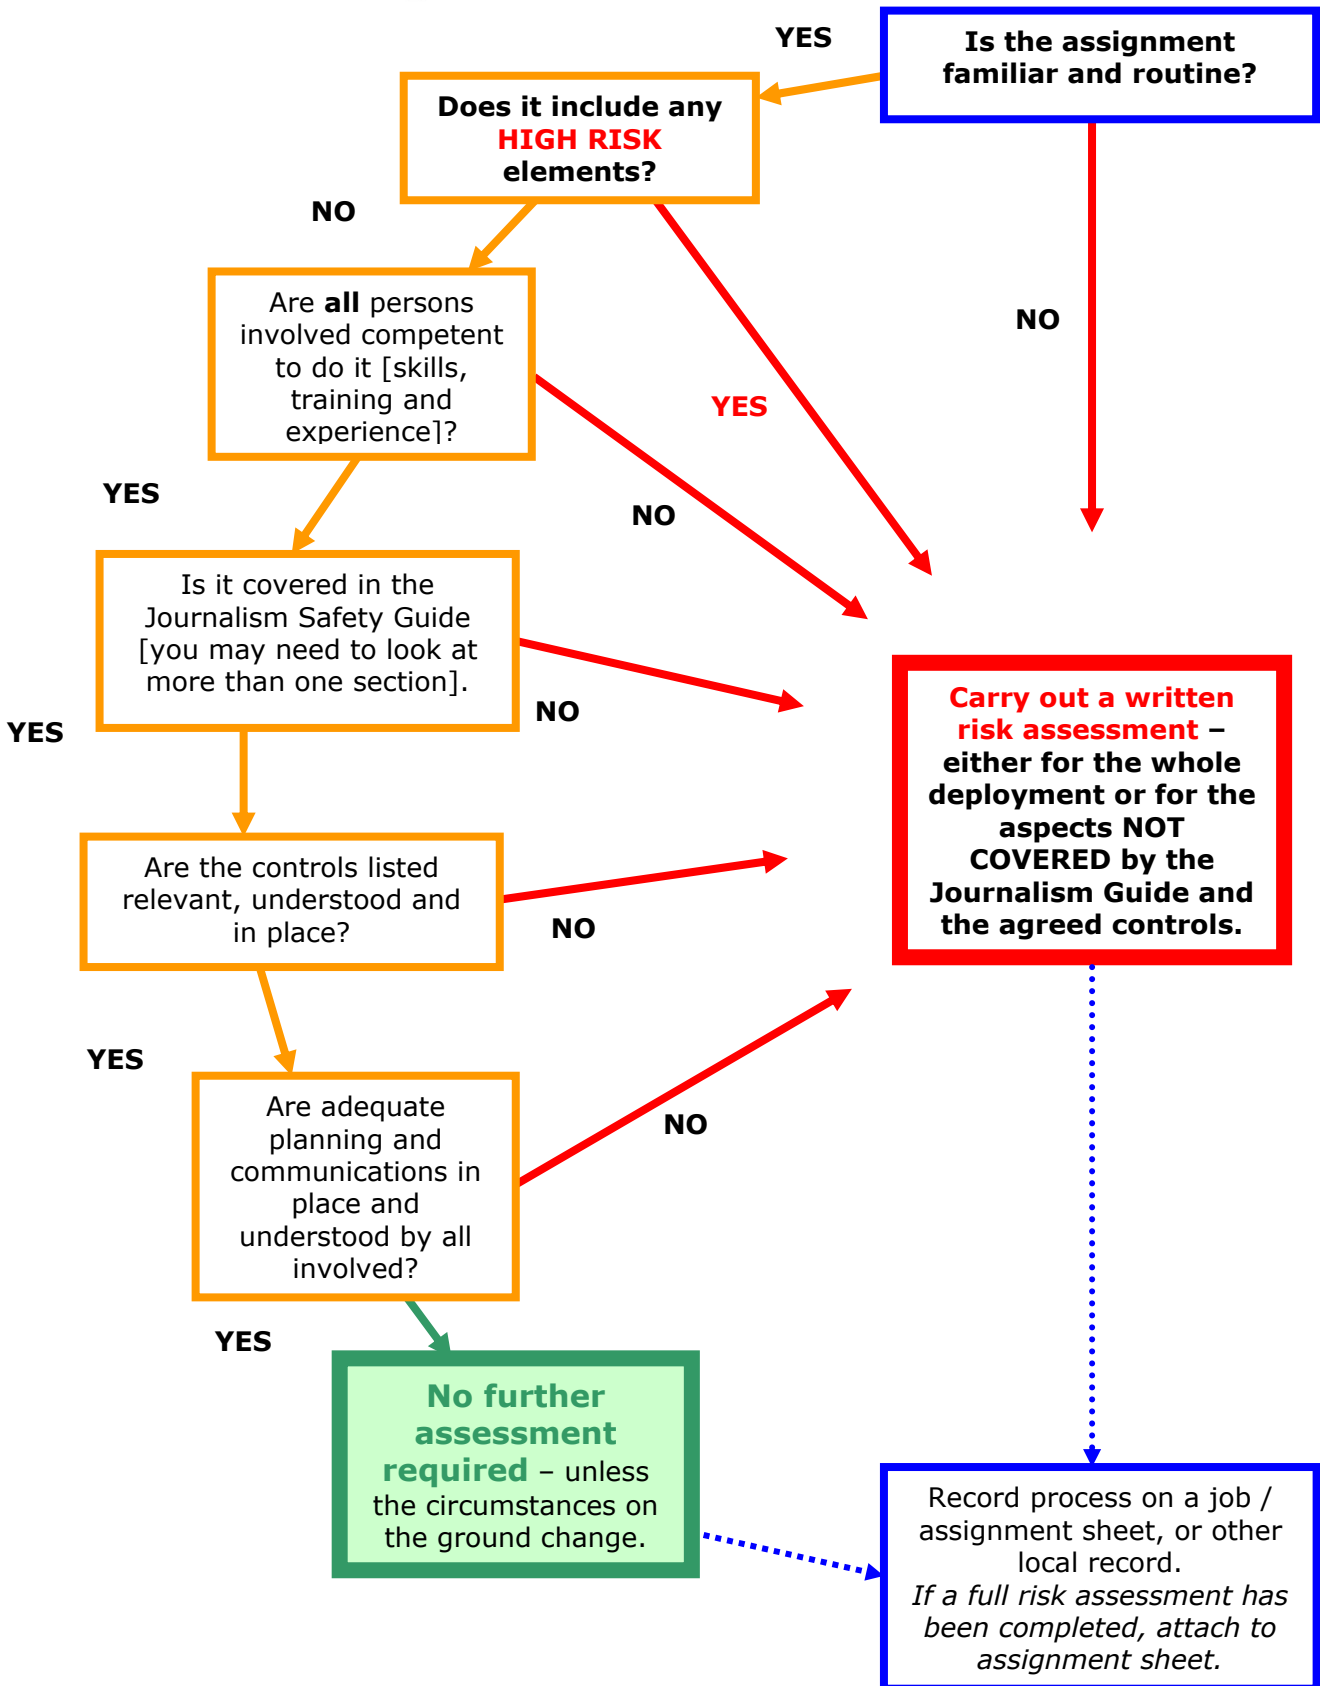 YES
Is the assignment
familiar and routine?
Does it include any
HIGH RISK
elements?
NO
Are all persons
involved competent
to do it [skills,
training and
experience]?
NO
YES
YES
NO
Is it covered in the
Journalism Safety Guide
[you may need to look at
more than one section].
NO
YES
Carry out a written
risk assessment –
either for the whole
deployment or for the
aspects NOT
COVERED by the
Journalism Guide and
the agreed controls.
Are the controls listed
relevant, understood and
in place?
NO
YES
Are adequate
planning and
communications in
place and
understood by all
involved?
NO
YES
No further
assessment
required – unless
the circumstances on
the ground change.
Record process on a job /
assignment sheet, or other
local record.
If a full risk assessment has
been completed, attach to
assignment sheet.